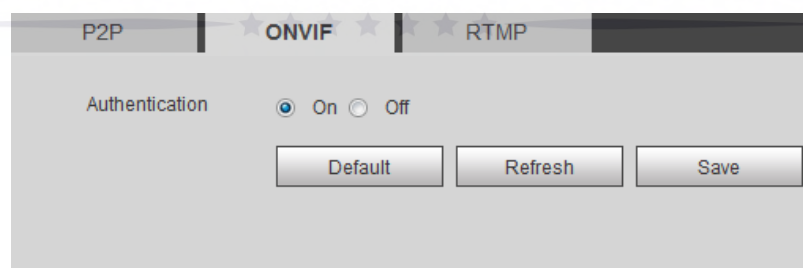 P2P ONVIF RTMP
Authentication On Off
Default Refresh Save